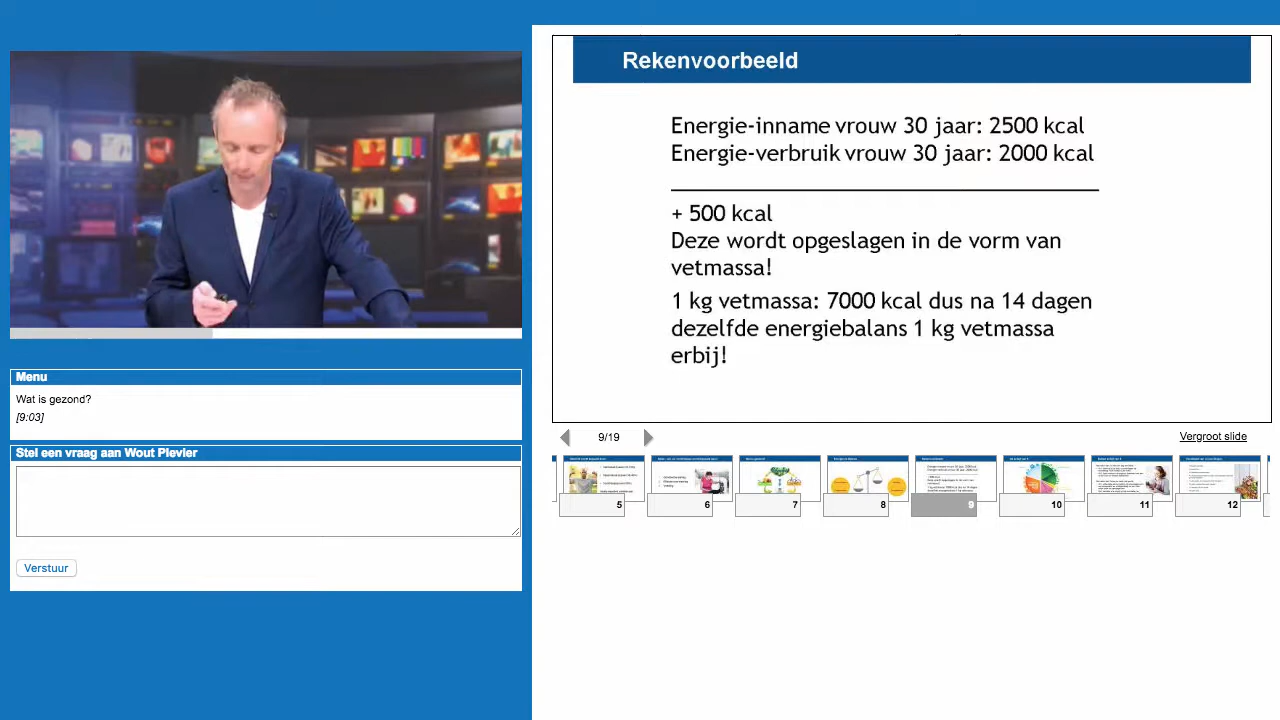 Rekenvoorbeeld
Energie-inname vrouw 30 jaar: 2500 kcal
Energie-verbruik vrouw 30 jaar: 2000 kcal
+ 500 kcal
Deze wordt opgeslagen in de vorm van
vetmassa!
1 kg vetmassa: 7000 kcal dus na 14 dagen
dezelfde energiebalans 1 kg vetmassa
erbij!
Menu
Wat is gezond?
[9:03]
Stel een vraag aan Wout Plevier
Verstuur
9/19
Vergroot slide
5
6
7
8
9
10
11
12